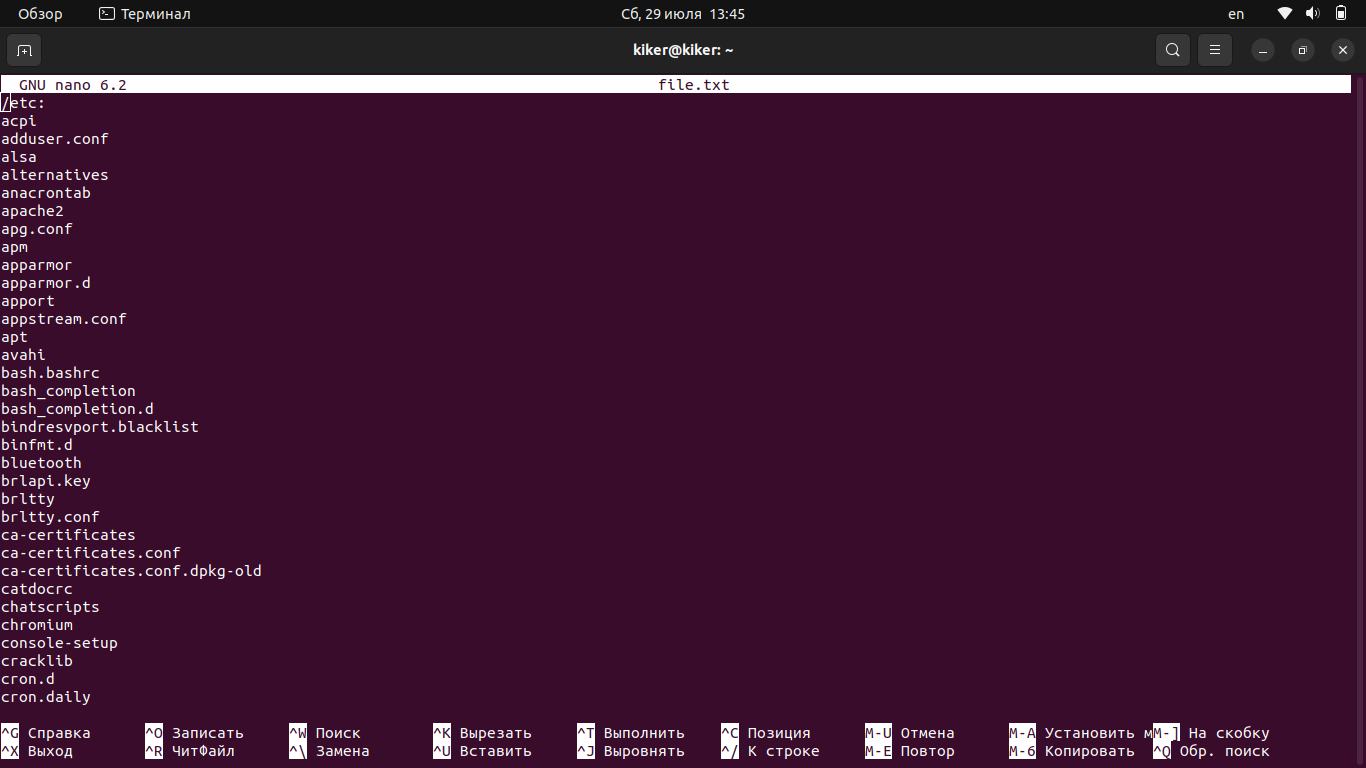 Обзор Терминал Сб, 29 июля 13:45 en
kiker@kiker: ~
GNU nano 6.2 file.txt
/etc:
acpi
adduser.conf
alsa
alternatives
anacrontab
apache2
apg.conf
apm
apparmor
apparmor.d
apport
appstream.conf
apt
avahi
bash.bashrc
bash_completion
bash_completion.d
bindresvport.blacklist
binfmt.d
bluetooth
brlapi.key
brltty
brltty.conf
ca-certificates
ca-certificates.conf
ca-certificates.conf.dpkg-old
catdocrc
chatscripts
chromium
console-setup
cracklib
cron.d
cron.daily
^G Справка ^O Записать ^W Поиск ^K Вырезать ^T Выполнить ^C Позиция M-U Отмена M-A Установить мM-] На скобку
^X Выход ^R ЧитФайл ^\ Замена ^U Вставить ^J Выровнять ^/ К строке M-E Повтор M-6 Копировать ^Q Обр. поиск